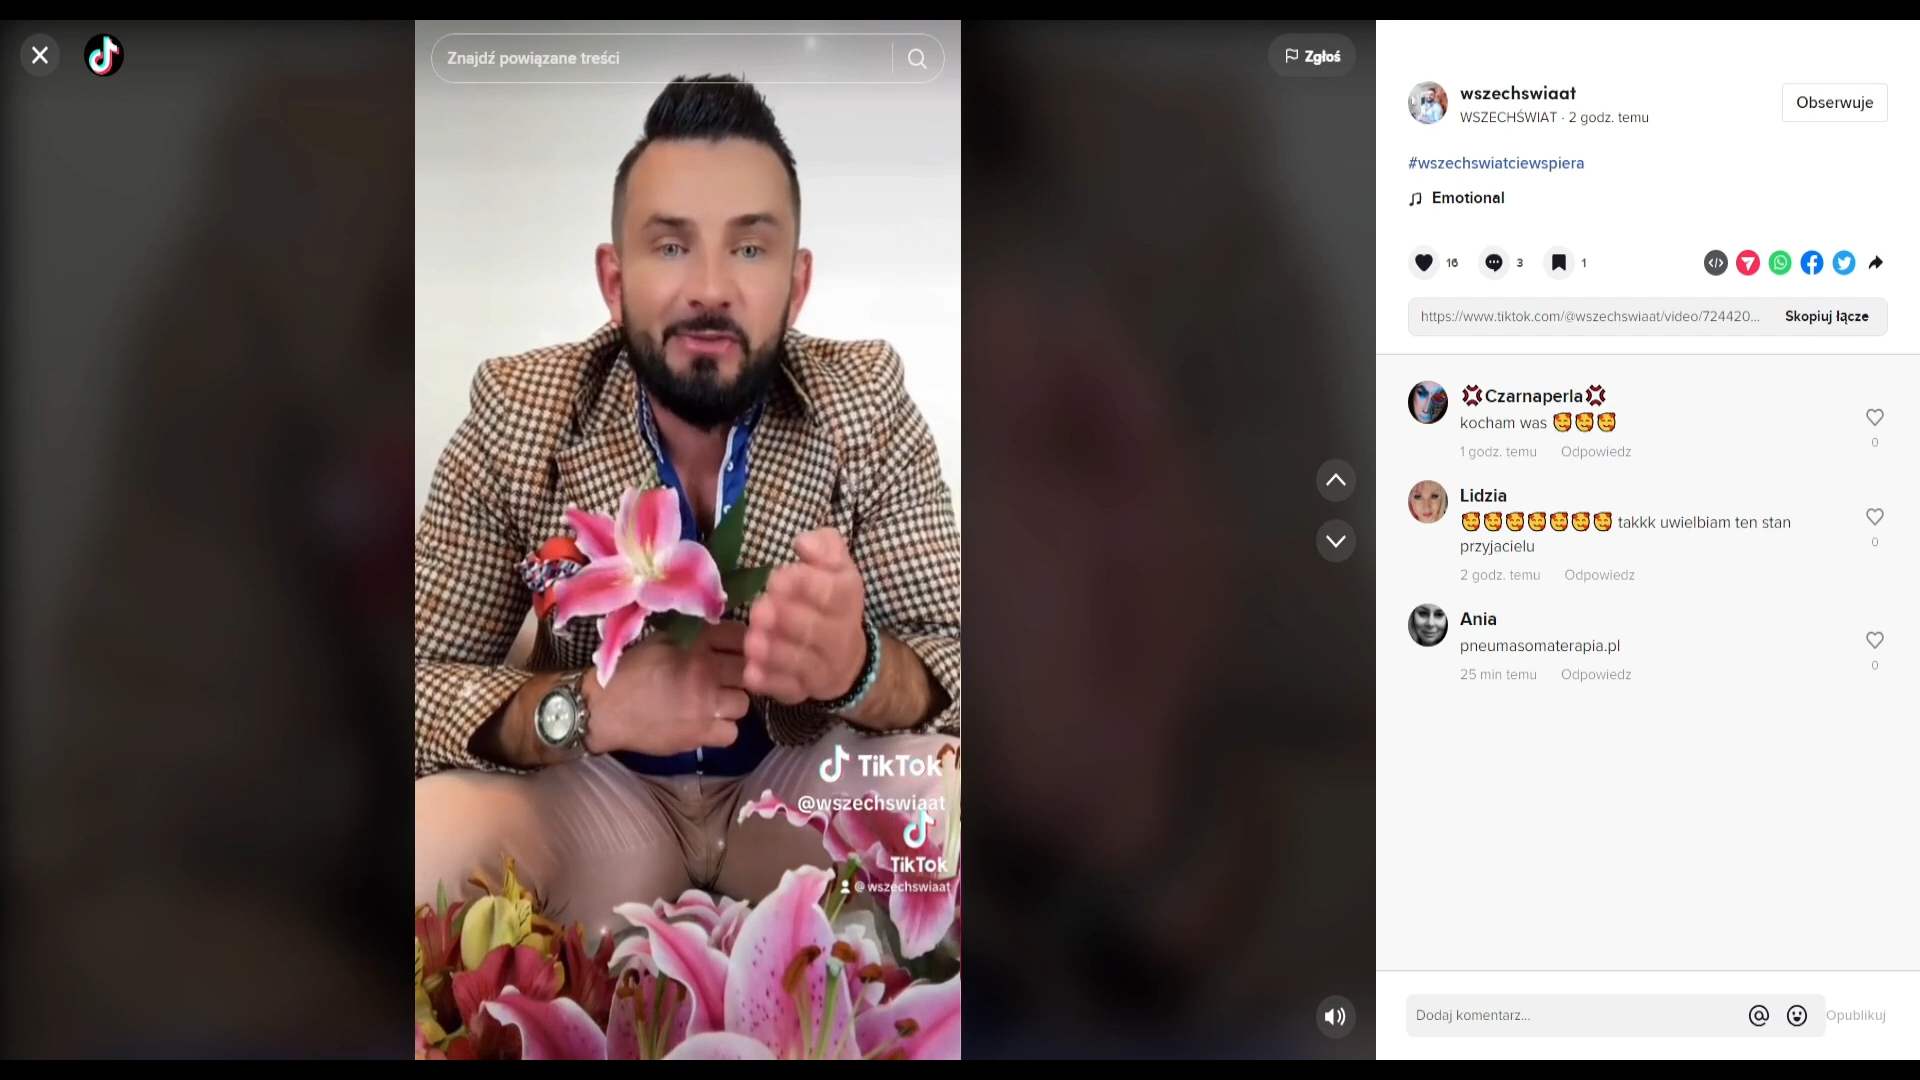 Znajdź powiązane treści
Zgłoś
TikTok
@wszechswiaat
TikTok
@wszechswiaat
wszechswiaat
WSZECHŚWIAT · 2 godz. temu
Obserwuje
#wszechswiatciewspiera
Emotional
16
3
1
https://www.tiktok.com/@wszechswiaat/video/724420...
Skopiuj łącze
💢Czarnaperla💢
kocham was 🥰🥰🥰
1 godz. temu Odpowiedz
0
Lidzia
🥰🥰🥰🥰🥰🥰🥰 takkk uwielbiam ten stan
przyjacielu
2 godz. temu Odpowiedz
0
Ania
pneumasomaterapia.pl
25 min temu Odpowiedz
0
Dodaj komentarz...
Opublikuj